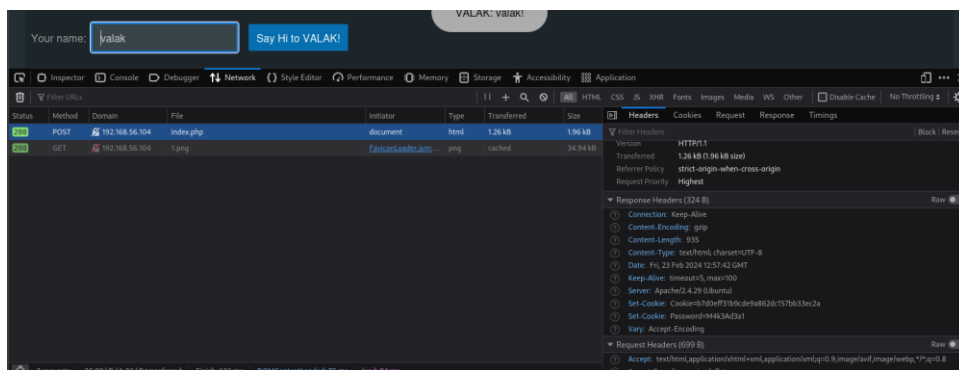 VALAK: valak!
Your name: valak Say Hi to VALAK!
Inspector Console Debugger Network Style Editor Performance Memory Storage Accessibility Application
Filter URLs All HTML CSS JS XHR Fonts Images Media WS Other Disable Cache No Throttling
Status Method Domain File Initiator Type Transferred Size Headers Cookies Request Response Timings
200 POST 192.168.56.104 index.php document html 1.26 kB 1.96 kB Filter Headers Block
200 GET 192.168.56.104 1.png FaviconLoader.jsm:... png cached 34.94 kB Version HTTP/1.1
Transferred 1.26 kB (1.96 kB size)
Referrer Policy strict-origin-when-cross-origin
Request Priority Highest
Response Headers (324 B) Raw
Connection: Keep-Alive
Content-Encoding: gzip
Content-Length: 935
Content-Type: text/html; charset=UTF-8
Date: Fri, 23 Feb 2024 12:57:42 GMT
Keep-Alive: timeout=5, max=100
Server: Apache/2.4.29 (Ubuntu)
Set-Cookie: Cookie=b7d0eff31b9cde9a862dc157bb33ec2a
Set-Cookie: Password=M4k3Ad3a1
Vary: Accept-Encoding
Request Headers (699 B) Raw
Accept: text/html,application/xhtml+xml,application/xml;q=0.9,image/avif,image/webp,*/*;q=0.8